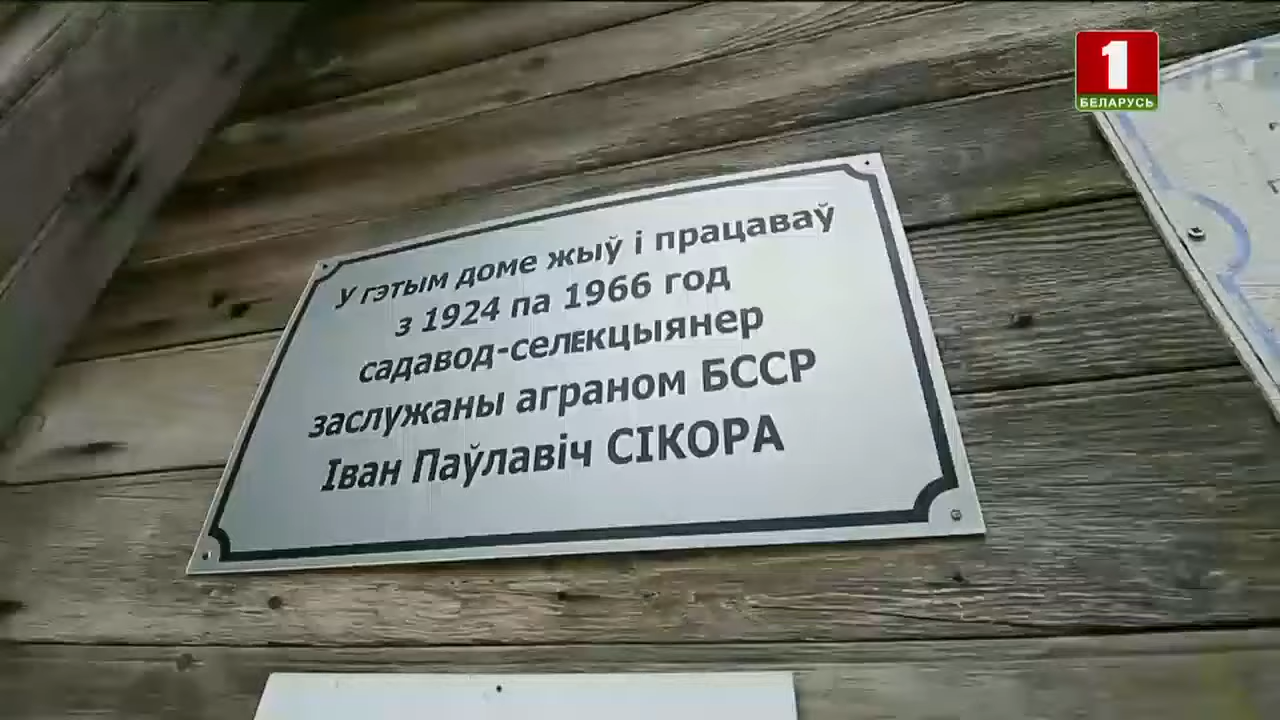 1
БЕЛАРУСЬ
У гэтым доме жыў і працаваў
з 1924 па 1966 год
садавод-селекцыянер
заслужаны аграном БССР
Іван Паўлавіч СІКОРА